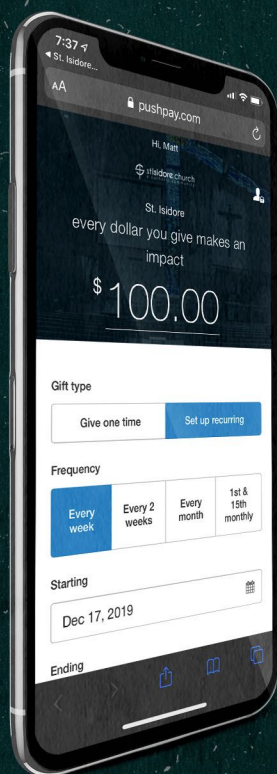 7:37
St. Isidore...
AA
pushpay.com
Hi, Matt
stisidore.church
St. Isidore
every dollar you give makes an
impact
$100.00
Gift type
Give one time
Set up recurring
Frequency
Every
week
Every 2
weeks
Every
month
1st &
15th
monthly
Starting
Dec 17, 2019
Ending